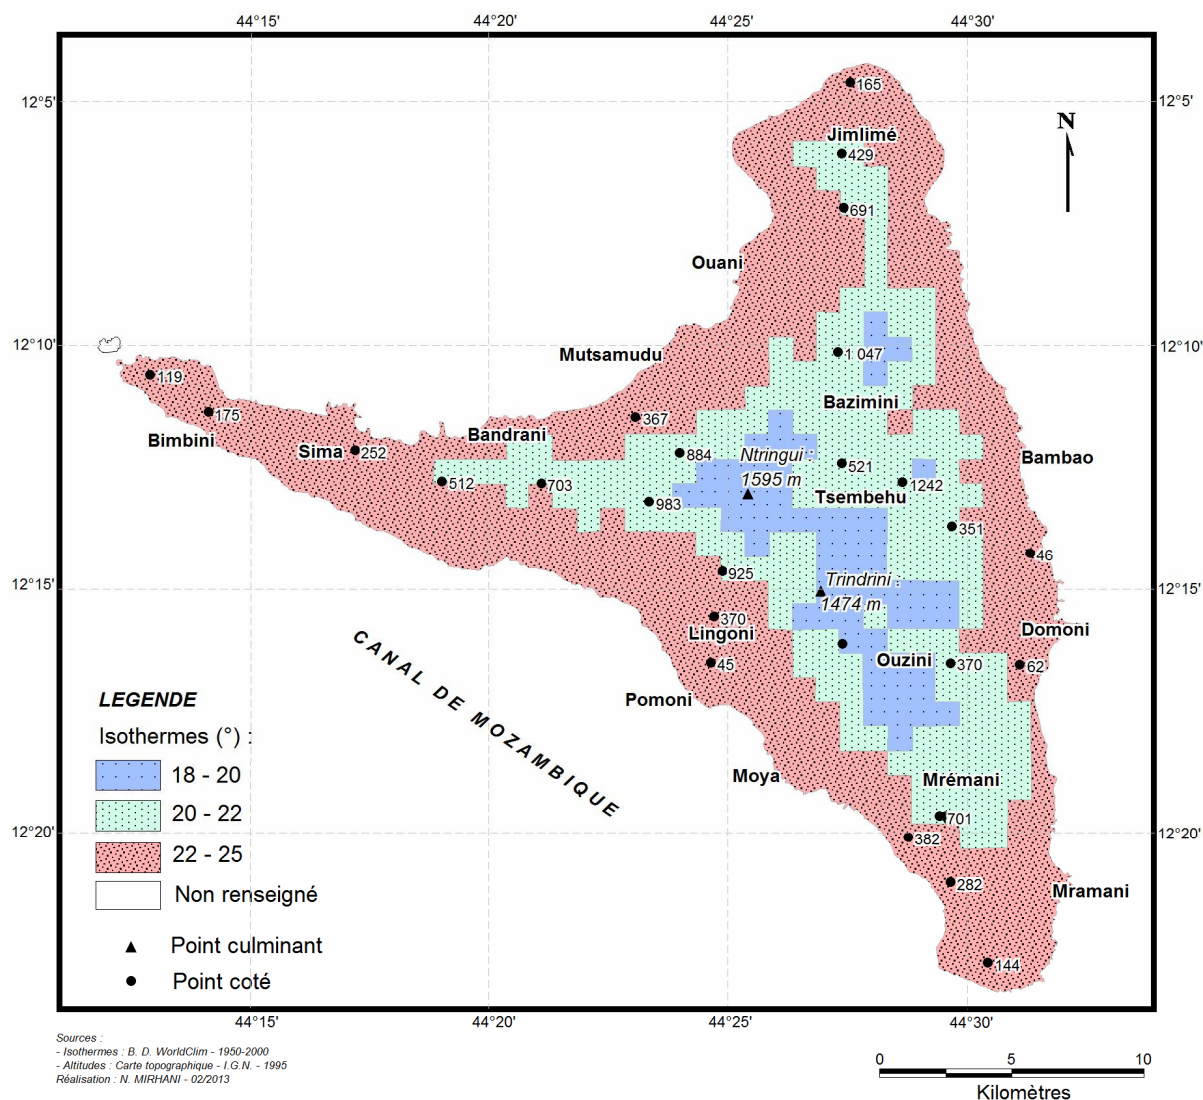 44°15' 44°20' 44°25' 44°30'
12°5' 12°5'
165
N
Jimlimé
429
691
Ouani
12°10' 12°10'
Mutsamudu
1 047
119
Bazimini
175
367
Bimbini
Bandrani
Sima
252
884
Ntringui :
1595 m
521
Bambao
512
703
1242
Tsembehu
983
351
46
925
12°15' 12°15'
Trindrini :
1474 m
370
Lingoni
Domoni
45
Ouzini
370
62
Pomoni
CANAL DE MOZAMBIQUE
Moya
Mrémani
701
12°20' 12°20'
382
282
Mramani
144
LEGENDE
Isothermes (°) :
18 - 20
20 - 22
22 - 25
Non renseigné
Point culminant
Point coté
44°15' 44°20' 44°25' 44°30'
Sources :
- Isothermes : B. D. WorldClim - 1950-2000
- Altitudes : Carte topographique - I.G.N. - 1995
Réalisation : N. MIRHANI - 02/2013
0 5 10
Kilomètres